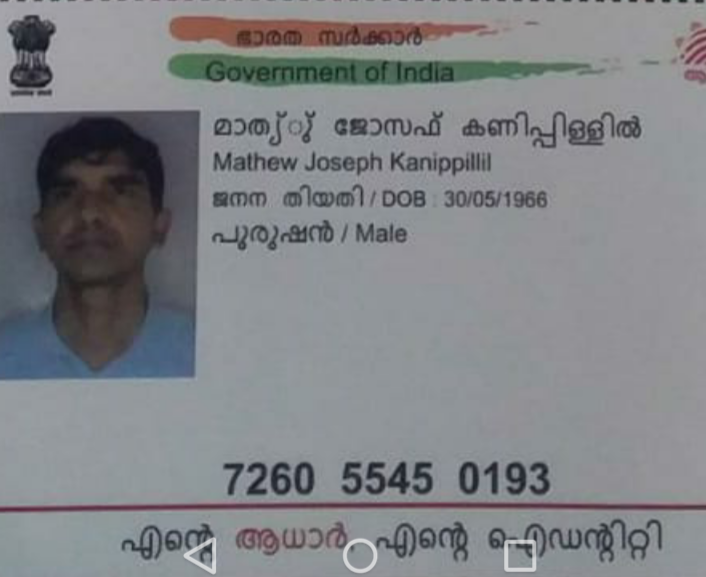 ഭാരത സർക്കാർ
Government of India
മാത്യ്ു് ജോസഫ് കണിപ്പിള്ളിൽ
Mathew Joseph Kanippillil
ജനന തിയതി / DOB : 30/05/1966
പുരുഷൻ / Male
7260 5545 0193
എന്റെ ആധാർ, എന്റെ ഐഡന്റിറ്റി